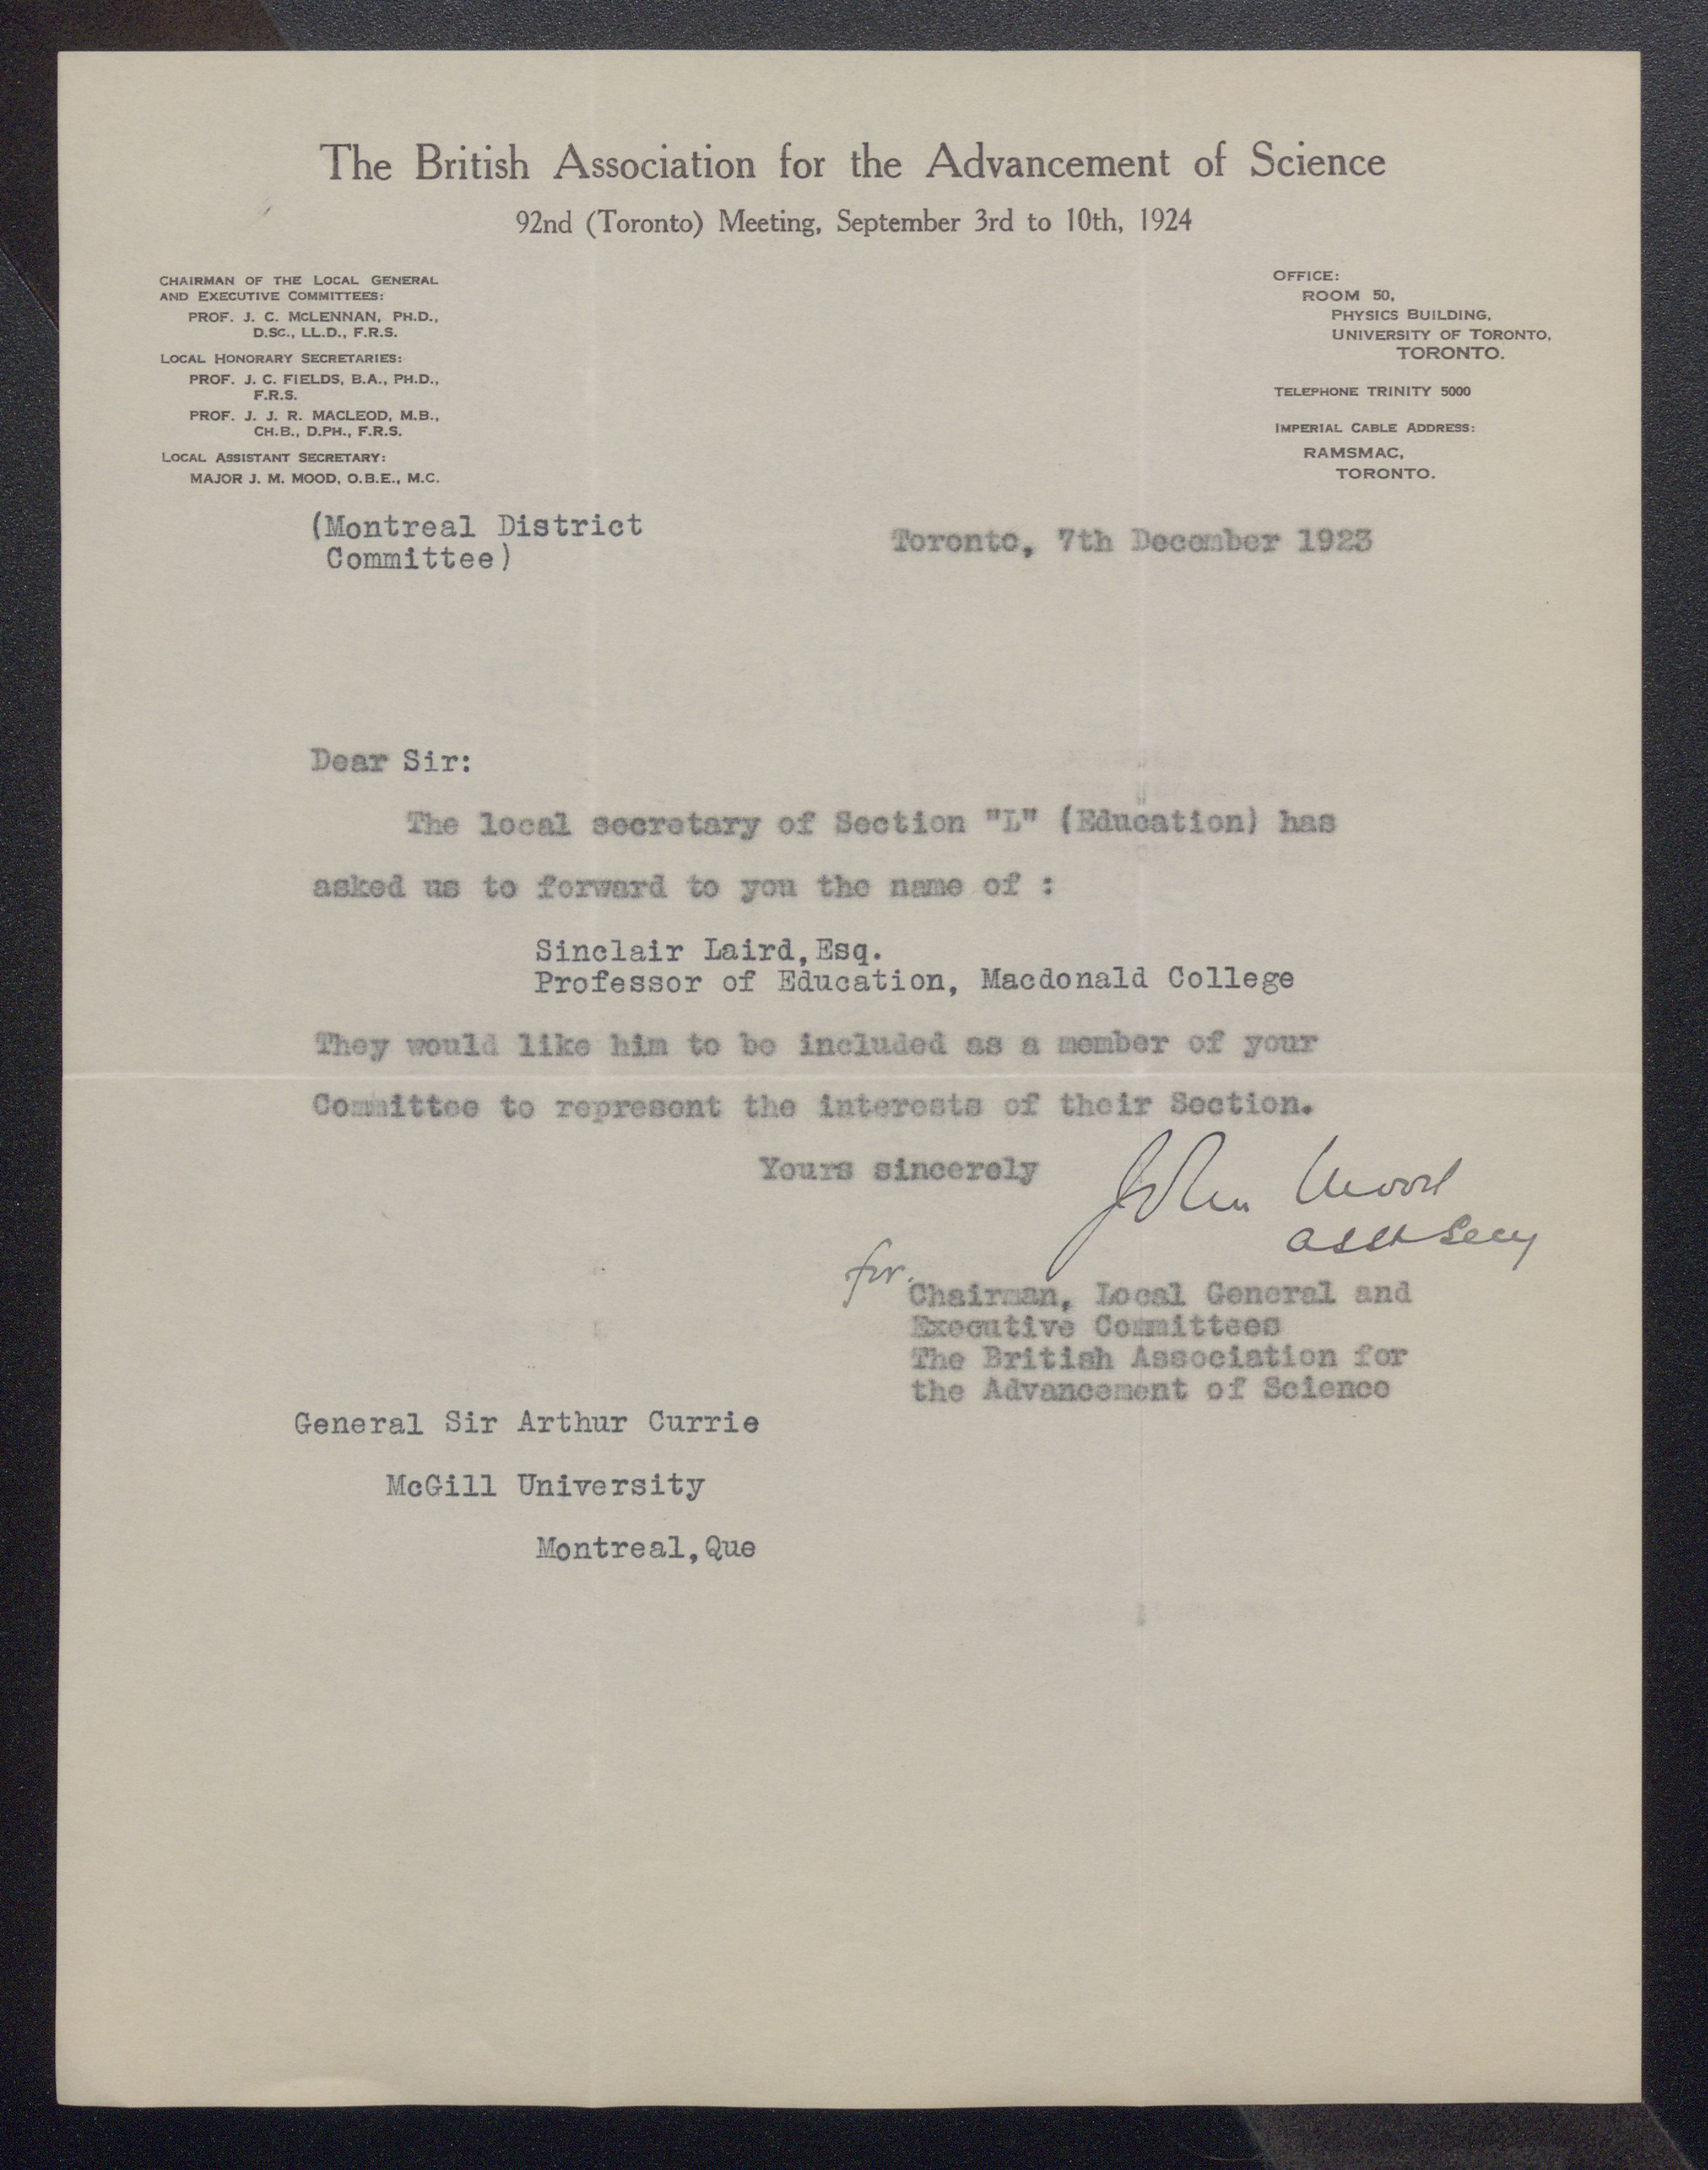 The British Association for the Advancement of Science
92nd (Toronto) Meeting, September 3rd to 10th, 1924
CHAIRMAN OF THE LOCAL GENERAL
AND EXECUTIVE COMMITTEES:
PROF. J. C. McLENNAN, PH.D.,
D.SC., LL.D., F.R.S.
LOCAL HONORARY SECRETARIES:
PROF. J. C. FIELDS, B.A., PH.D.,
F.R.S.
PROF. J. J. R. MACLEOD, M.B.,
CH.B., D.PH., F.R.S.
LOCAL ASSISTANT SECRETARY:
MAJOR J. M. MOOD, O.B.E., M.C.
OFFICE:
ROOM 50,
PHYSICS BUILDING,
UNIVERSITY OF TORONTO,
TORONTO.
TELEPHONE TRINITY 5000
IMPERIAL CABLE ADDRESS:
RAMSMAC,
TORONTO.
(Montreal District
Committee)
Toronto, 7th December 1923
Dear Sir:
The local secretary of Section "L" (Education) has
asked us to forward to you the name of :
Sinclair Laird,Esq.
Professor of Education, Macdonald College
They would like him to be included as a member of your
Committee to represent the interests of their Section.
Yours sincerely
John Mood
Asst Secy
for.
Chairman, Local General and
Executive Committees
The British Association for
the Advancement of Science
General Sir Arthur Currie
McGill University
Montreal,Que